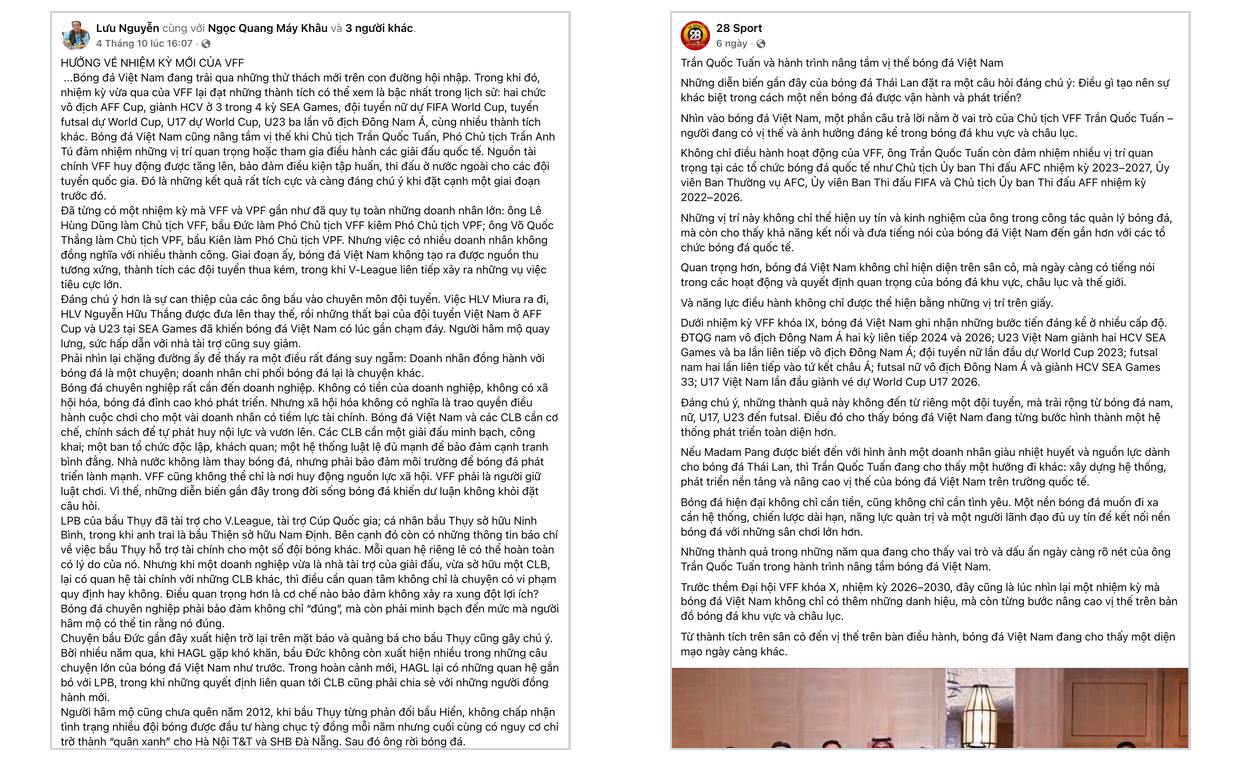 Lưu Nguyễn cùng với Ngọc Quang Máy Khâu và 3 người khác.
4 Tháng 10 lúc 16:07 ·
HƯỚNG VỀ NHIỆM KỲ MỚI CỦA VFF
...Bóng đá Việt Nam đang trải qua những thử thách mới trên con đường hội nhập. Trong khi đó,
nhiệm kỳ vừa qua của VFF lại đạt những thành tích có thể xem là bậc nhất trong lịch sử: hai chức
vô địch AFF Cup, giành HCV ở 3 trong 4 kỳ SEA Games, đội tuyển nữ dự FIFA World Cup, tuyển
futsal dự World Cup, U17 dự World Cup, U23 ba lần vô địch Đông Nam Á, cùng nhiều thành tích
khác. Bóng đá Việt Nam cũng nâng tầm vị thế khi Chủ tịch Trần Quốc Tuấn, Phó Chủ tịch Trần Anh
Tú đảm nhiệm những vị trí quan trọng hoặc tham gia điều hành các giải đấu quốc tế. Nguồn tài
chính VFF huy động được tăng lên, bảo đảm điều kiện tập huấn, thi đấu ở nước ngoài cho các đội
tuyển quốc gia. Đó là những kết quả rất tích cực và càng đáng chú ý khi đặt cạnh một giai đoạn
trước đó.
Đã từng có một nhiệm kỳ mà VFF và VPF gần như đã quy tụ toàn những doanh nhân lớn: ông Lê
Hùng Dũng làm Chủ tịch VFF, bầu Đức làm Phó Chủ tịch VFF kiêm Phó Chủ tịch VPF; ông Võ Quốc
Thắng làm Chủ tịch VPF, bầu Kiên làm Phó Chủ tịch VPF. Nhưng việc có nhiều doanh nhân không
đồng nghĩa với nhiều thành công. Giai đoạn ấy, bóng đá Việt Nam không tạo ra được nguồn thu
tương xứng, thành tích các đội tuyển thua kém, trong khi V-League liên tiếp xảy ra những vụ việc
tiêu cực lớn.
Đáng chú ý hơn là sự can thiệp của các ông bầu vào chuyên môn đội tuyển. Việc HLV Miura ra đi,
HLV Nguyễn Hữu Thắng được đưa lên thay thế, rồi những thất bại của đội tuyển Việt Nam ở AFF
Cup và U23 tại SEA Games đã khiến bóng đá Việt Nam có lúc gần chạm đáy. Người hâm mộ quay
lưng, sức hấp dẫn với nhà tài trợ cũng suy giảm.
Phải nhìn lại chặng đường ấy để thấy ra một điều rất đáng suy ngẫm: Doanh nhân đồng hành với
bóng đá là một chuyện; doanh nhân chi phối bóng đá lại là chuyện khác.
Bóng đá chuyên nghiệp rất cần đến doanh nghiệp. Không có tiền của doanh nghiệp, không có xã
hội hóa, bóng đá đỉnh cao khó phát triển. Nhưng xã hội hóa không có nghĩa là trao quyền điều
hành cuộc chơi cho một vài doanh nhân có tiềm lực tài chính. Bóng đá Việt Nam và các CLB cần cơ
chế, chính sách để tự phát huy nội lực và vươn lên. Các CLB cần một giải đấu minh bạch, công
khai; một ban tổ chức độc lập, khách quan; một hệ thống luật lệ đủ mạnh để bảo đảm cạnh tranh
bình đẳng. Nhà nước không làm thay bóng đá, nhưng phải bảo đảm môi trường để bóng đá phát
triển lành mạnh. VFF cũng không thể chỉ là nơi huy động nguồn lực xã hội. VFF phải là người giữ
luật chơi. Vì thế, những diễn biến gần đây trong đời sống bóng đá khiến dư luận không khỏi đặt
câu hỏi.
LPB của bầu Thụy đã tài trợ cho V.League, tài trợ Cúp Quốc gia; cá nhân bầu Thụy sở hữu Ninh
Bình, trong khi anh trai là bầu Thiện sở hữu Nam Định. Bên cạnh đó còn có những thông tin báo chí
về việc bầu Thụy hỗ trợ tài chính cho một số đội bóng khác. Mỗi quan hệ riêng lẻ có thể hoàn toàn
có lý do của nó. Nhưng khi một doanh nghiệp vừa là nhà tài trợ của giải đấu, vừa sở hữu một CLB,
lại có quan hệ tài chính với những CLB khác, thì điều cần quan tâm không chỉ là chuyện có vi phạm
quy định hay không. Điều quan trọng hơn là cơ chế nào bảo đảm không xảy ra xung đột lợi ích?
Bóng đá chuyên nghiệp phải bảo đảm không chỉ “đúng”, mà còn phải minh bạch đến mức mà người
hâm mộ có thể tin rằng nó đúng.
Chuyện bầu Đức gần đây xuất hiện trở lại trên mặt báo và quảng bá cho bầu Thụy cũng gây chú ý.
Bởi nhiều năm qua, khi HAGL gặp khó khăn, bầu Đức không còn xuất hiện nhiều trong những câu
chuyện lớn của bóng đá Việt Nam như trước. Trong hoàn cảnh mới, HAGL lại có những quan hệ gắn
bó với LPB, trong khi những quyết định liên quan tới CLB cũng phải chia sẻ với những người đồng
hành mới.
Người hâm mộ cũng chưa quên năm 2012, khi bầu Thụy từng phản đối bầu Hiển, không chấp nhận
tình trạng nhiều đội bóng được đầu tư hàng chục tỷ đồng mỗi năm nhưng cuối cùng có nguy cơ chỉ
trở thành “quân xanh” cho Hà Nội T&T và SHB Đà Nẵng. Sau đó ông rời bóng đá.
28 Sport
6 ngày ·
Trần Quốc Tuấn và hành trình nâng tầm vị thế bóng đá Việt Nam
Những diễn biến gần đây của bóng đá Thái Lan đặt ra một câu hỏi đáng chú ý: Điều gì tạo nên sự
khác biệt trong cách một nền bóng đá được vận hành và phát triển?
Nhìn vào bóng đá Việt Nam, một phần câu trả lời nằm ở vai trò của Chủ tịch VFF Trần Quốc Tuấn –
người đang có vị thế và ảnh hưởng đáng kể trong bóng đá khu vực và châu lục.
Không chỉ điều hành hoạt động của VFF, ông Trần Quốc Tuấn còn đảm nhiệm nhiều vị trí quan
trọng tại các tổ chức bóng đá quốc tế như Chủ tịch Ủy ban Thi đấu AFC nhiệm kỳ 2023–2027, Ủy
viên Ban Thường vụ AFC, Ủy viên Ban Thi đấu FIFA và Chủ tịch Ủy ban Thi đấu AFF nhiệm kỳ
2022–2026.
Những vị trí này không chỉ thể hiện uy tín và kinh nghiệm của ông trong công tác quản lý bóng đá,
mà còn cho thấy khả năng kết nối và đưa tiếng nói của bóng đá Việt Nam đến gần hơn với các tổ
chức bóng đá quốc tế.
Quan trọng hơn, bóng đá Việt Nam không chỉ hiện diện trên sân cỏ, mà ngày càng có tiếng nói
trong các hoạt động và quyết định quan trọng của bóng đá khu vực, châu lục và thế giới.
Và năng lực điều hành không chỉ được thể hiện bằng những vị trí trên giấy.
Dưới nhiệm kỳ VFF khóa IX, bóng đá Việt Nam ghi nhận những bước tiến đáng kể ở nhiều cấp độ.
ĐTQG nam vô địch Đông Nam Á hai kỳ liên tiếp 2024 và 2026; U23 Việt Nam giành hai HCV SEA
Games và ba lần liên tiếp vô địch Đông Nam Á; đội tuyển nữ lần đầu dự World Cup 2023; futsal
nam hai lần liên tiếp vào tứ kết châu Á; futsal nữ vô địch Đông Nam Á và giành HCV SEA Games
33; U17 Việt Nam lần đầu giành vé dự World Cup U17 2026.
Đáng chú ý, những thành quả này không đến từ riêng một đội tuyển, mà trải rộng từ bóng đá nam,
nữ, U17, U23 đến futsal. Điều đó cho thấy bóng đá Việt Nam đang từng bước hình thành một hệ
thống phát triển toàn diện hơn.
Nếu Madam Pang được biết đến với hình ảnh một doanh nhân giàu nhiệt huyết và nguồn lực dành
cho bóng đá Thái Lan, thì Trần Quốc Tuấn đang cho thấy một hướng đi khác: xây dựng hệ thống,
phát triển nền tảng và nâng cao vị thế của bóng đá Việt Nam trên trường quốc tế.
Bóng đá hiện đại không chỉ cần tiền, cũng không chỉ cần tình yêu. Một nền bóng đá muốn đi xa
cần hệ thống, chiến lược dài hạn, năng lực quản trị và một người lãnh đạo đủ uy tín để kết nối nền
bóng đá với những sân chơi lớn hơn.
Những thành quả trong những năm qua đang cho thấy vai trò và dấu ấn ngày càng rõ nét của ông
Trần Quốc Tuấn trong hành trình nâng tầm bóng đá Việt Nam.
Trước thềm Đại hội VFF khóa X, nhiệm kỳ 2026–2030, đây cũng là lúc nhìn lại một nhiệm kỳ mà
bóng đá Việt Nam không chỉ có thêm những danh hiệu, mà còn từng bước nâng cao vị thế trên bản
đồ bóng đá khu vực và châu lục.
Từ thành tích trên sân cỏ đến vị thế trên bàn điều hành, bóng đá Việt Nam đang cho thấy một diện
mạo ngày càng khác.